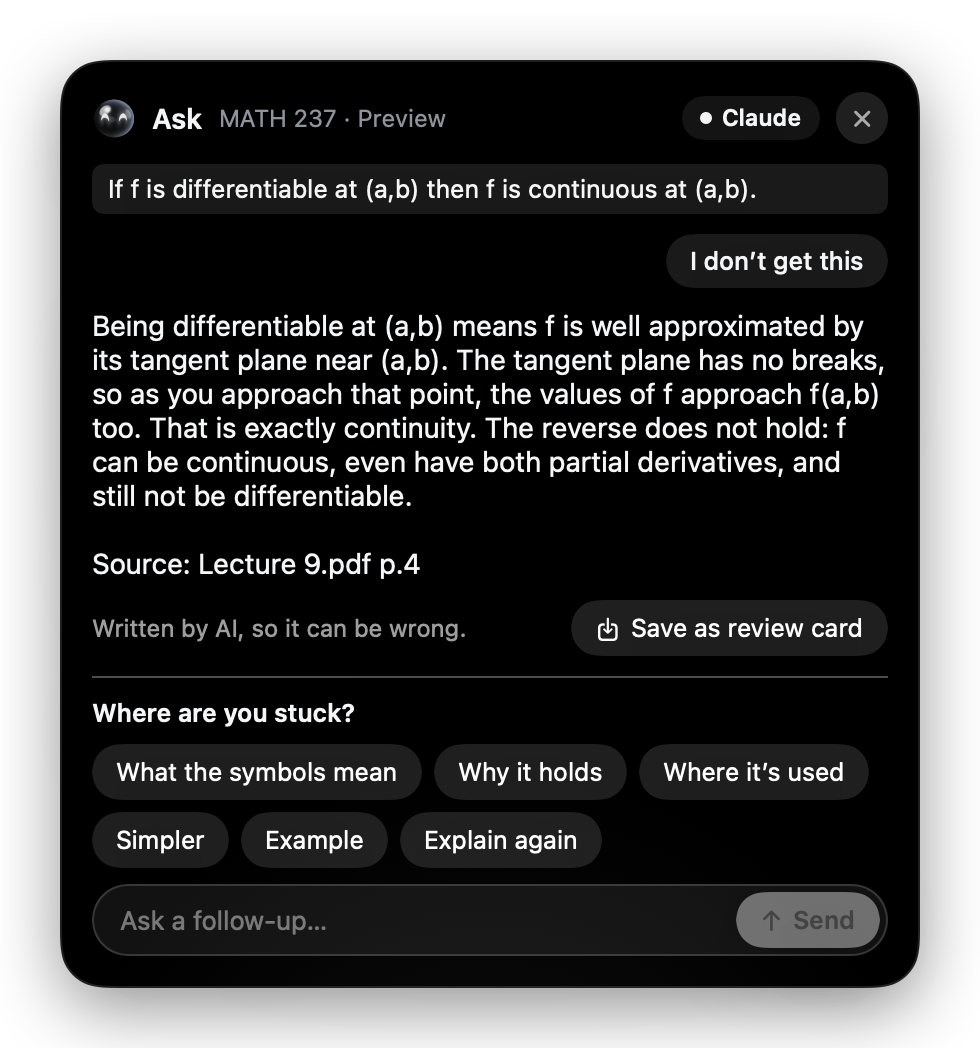 Ask MATH 237 · Preview
Claude
If f is differentiable at (a,b) then f is continuous at (a,b).
I don’t get this
Being differentiable at (a,b) means f is well approximated by
its tangent plane near (a,b). The tangent plane has no breaks,
so as you approach that point, the values of f approach f(a,b)
too. That is exactly continuity. The reverse does not hold: f
can be continuous, even have both partial derivatives, and
still not be differentiable.
Source: Lecture 9.pdf p.4
Written by AI, so it can be wrong.
Save as review card
Where are you stuck?
What the symbols mean
Why it holds
Where it’s used
Simpler
Example
Explain again
Ask a follow-up...
Send